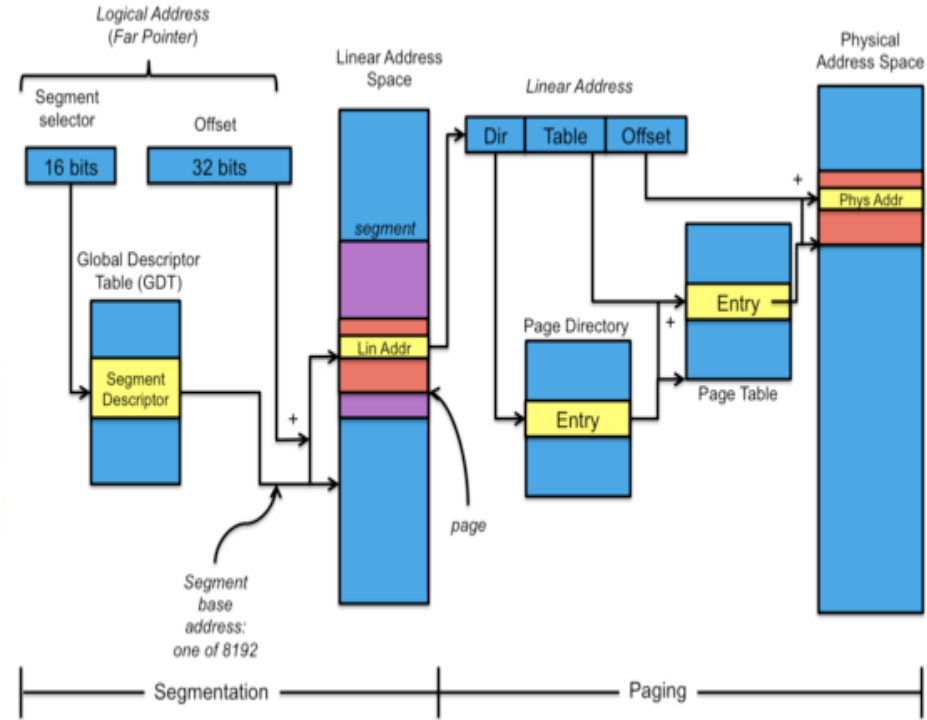 Logical Address
(Far Pointer)
Segment
selector
Offset
16 bits
32 bits
Global Descriptor
Table (GDT)
Segment
Descriptor
+
Segment
base
address:
one of 8192
Linear Address
Space
segment
Lin Addr
page
Linear Address
Dir
Table
Offset
Page Directory
Entry
+
Entry
Page Table
Physical
Address Space
+
Phys Addr
Segmentation
Paging